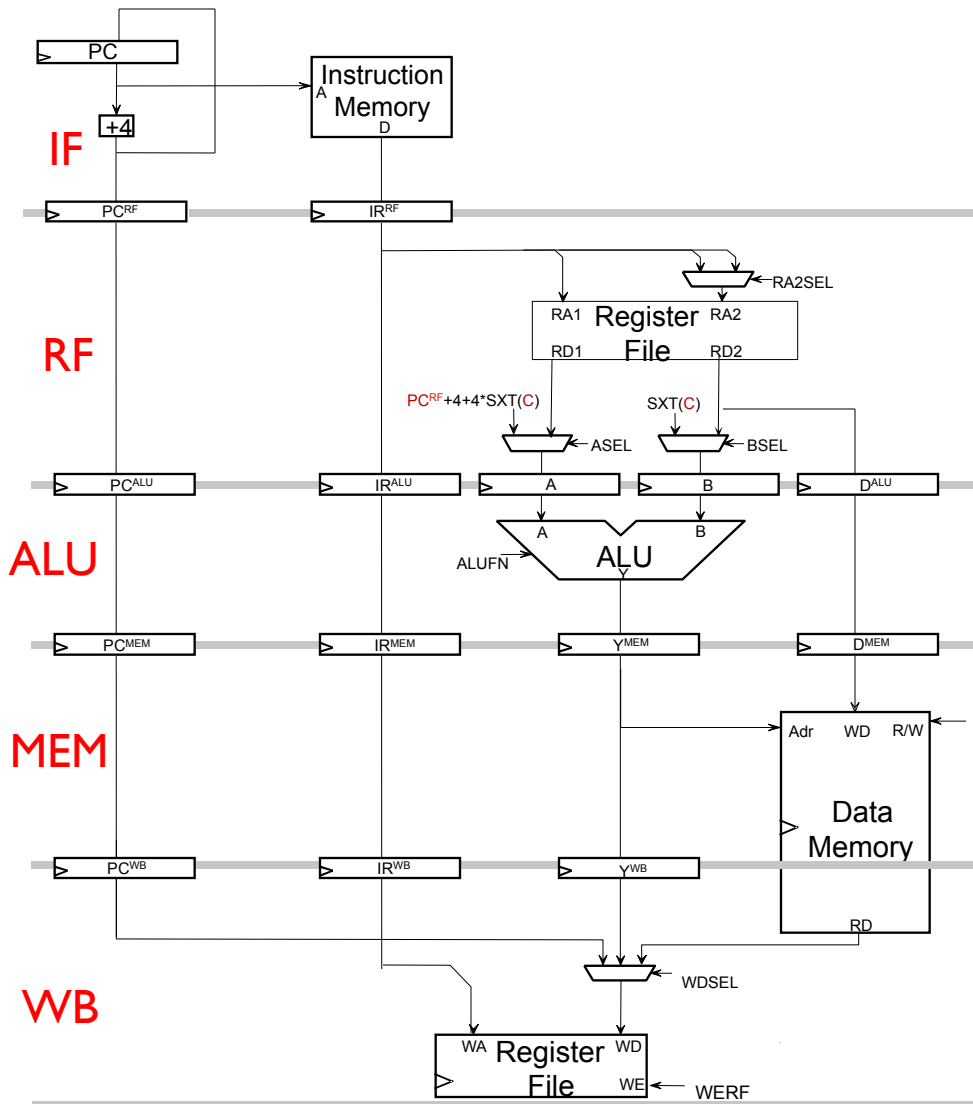 PC
Instruction
A
Memory
D
+4
IF
PCRF
IRRF
RA2SEL
RA1
Register
RA2
RF
File
RD1
RD2
PCRF+4+4*SXT(C)
SXT(C)
ASEL
BSEL
PCALU
IRALU
A
B
DALU
A
B
ALU
ALU
ALUFN
Y
PCMEM
IRMEM
YMEM
DMEM
MEM
Adr
WD
R/W
Data
Memory
PCWB
IRWB
YWB
RD
WDSEL
WB
WA
Register
WD
File
WE
WERF